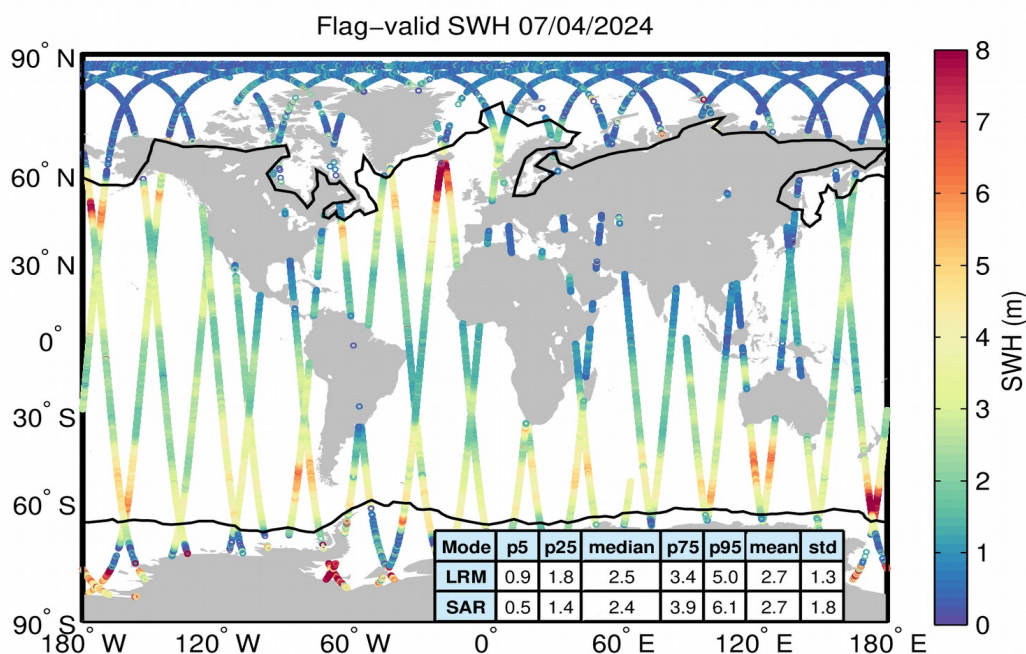 Flag−valid SWH 07/04/2024
90° N
60° N
30° N
0°
30° S
60° S
90° S
180° W
120° W
60° W
0°
60° E
120° E
180° E
8
7
6
5
4
3
2
1
0
SWH (m)
Mode p5 p25 median p75 p95 mean std
LRM 0.9 1.8 2.5 3.4 5.0 2.7 1.3
SAR 0.5 1.4 2.4 3.9 6.1 2.7 1.8